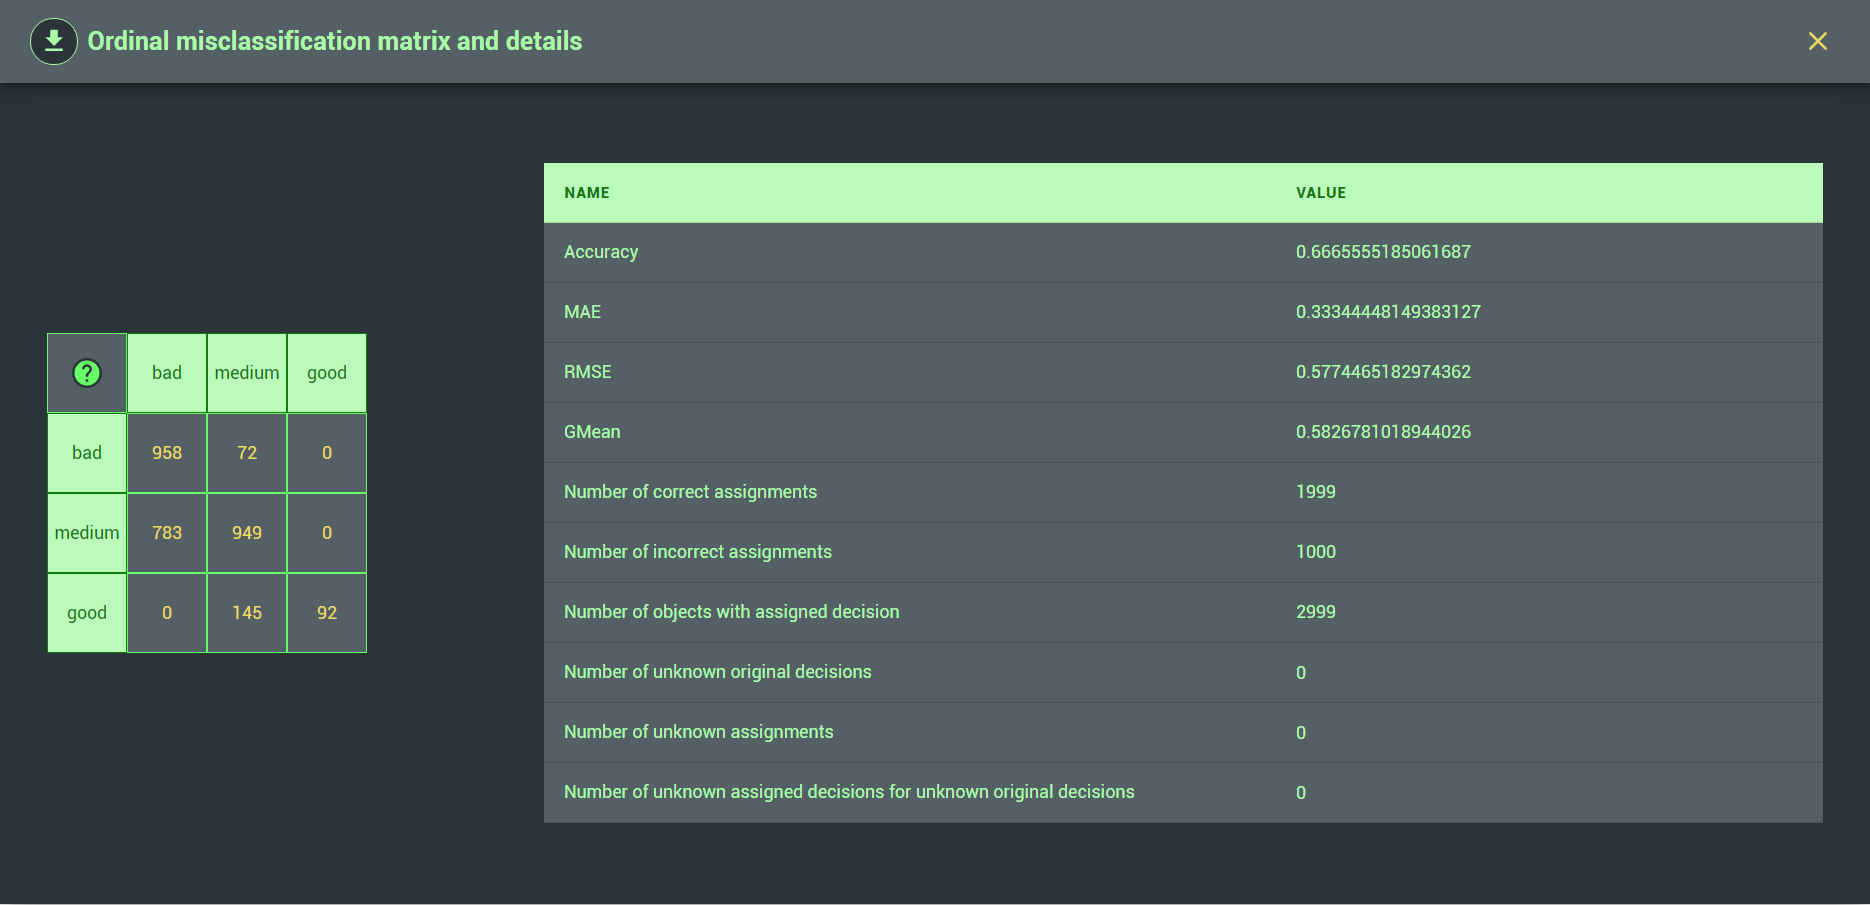 Ordinal misclassification matrix and details
NAME VALUE
Accuracy 0.6665555185061687
MAE 0.33344448149383127
RMSE 0.5774465182974362
GMean 0.5826781018944026
Number of correct assignments 1999
Number of incorrect assignments 1000
Number of objects with assigned decision 2999
Number of unknown original decisions 0
Number of unknown assignments 0
Number of unknown assigned decisions for unknown original decisions 0
? bad medium good
bad 958 72 0
medium 783 949 0
good 0 145 92